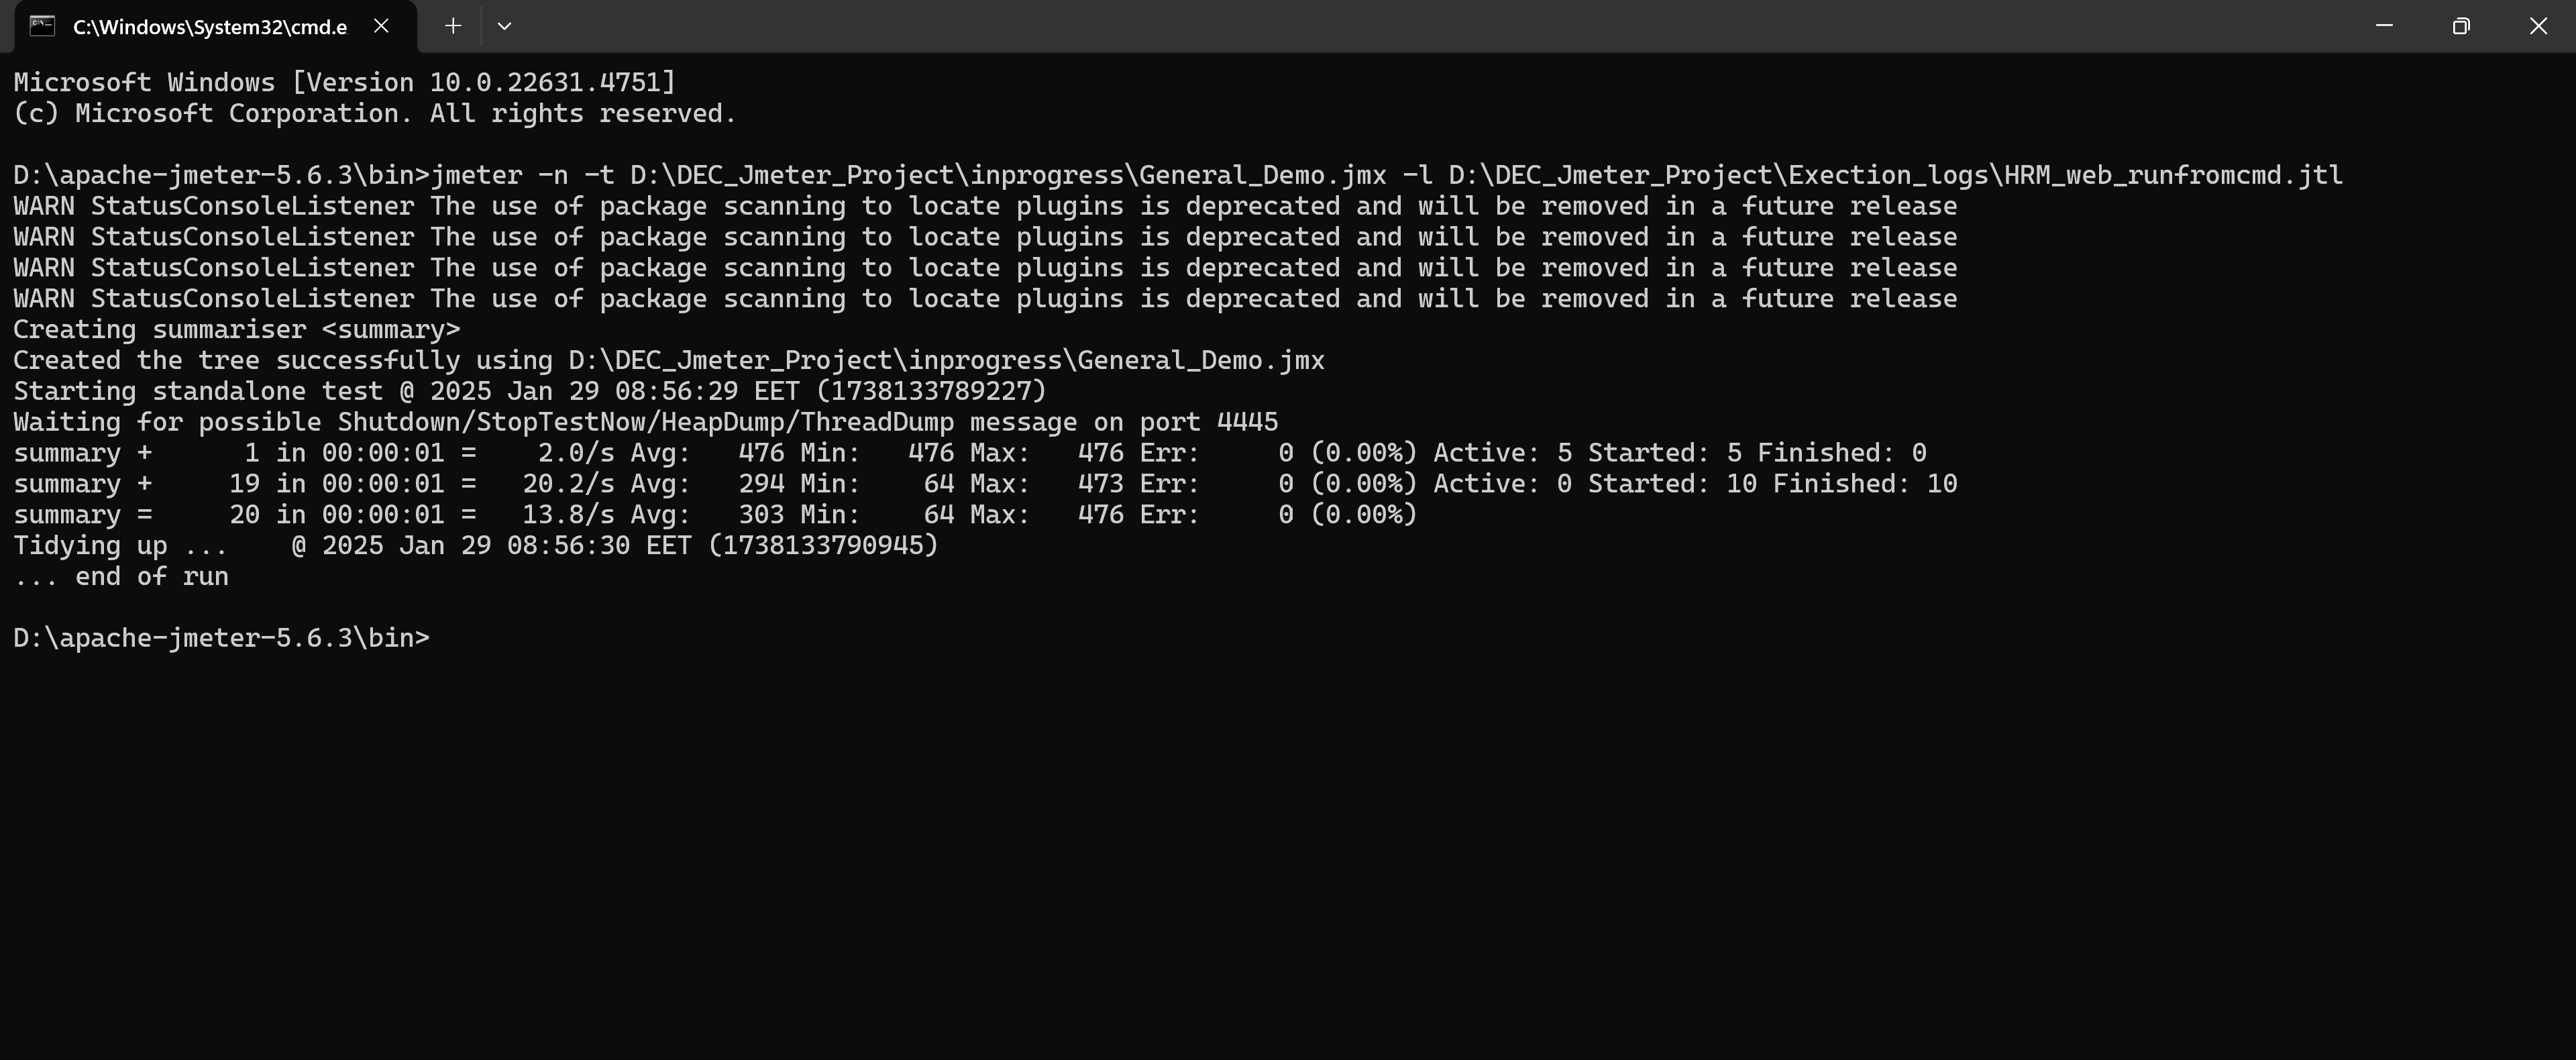 C:\Windows\System32\cmd.e
Microsoft Windows [Version 10.0.22631.4751]
(c) Microsoft Corporation. All rights reserved.
D:\apache-jmeter-5.6.3\bin>jmeter -n -t D:\DEC_Jmeter_Project\inprogress\General_Demo.jmx -l D:\DEC_Jmeter_Project\Exection_logs\HRM_web_runfromcmd.jtl
WARN StatusConsoleListener The use of package scanning to locate plugins is deprecated and will be removed in a future release
WARN StatusConsoleListener The use of package scanning to locate plugins is deprecated and will be removed in a future release
WARN StatusConsoleListener The use of package scanning to locate plugins is deprecated and will be removed in a future release
WARN StatusConsoleListener The use of package scanning to locate plugins is deprecated and will be removed in a future release
Creating summariser <summary>
Created the tree successfully using D:\DEC_Jmeter_Project\inprogress\General_Demo.jmx
Starting standalone test @ 2025 Jan 29 08:56:29 EET (1738133789227)
Waiting for possible Shutdown/StopTestNow/HeapDump/ThreadDump message on port 4445
summary +      1 in 00:00:01 =    2.0/s Avg:   476 Min:   476 Max:   476 Err:     0 (0.00%) Active: 5 Started: 5 Finished: 0
summary +     19 in 00:00:01 =   20.2/s Avg:   294 Min:    64 Max:   473 Err:     0 (0.00%) Active: 0 Started: 10 Finished: 10
summary =     20 in 00:00:01 =   13.8/s Avg:   303 Min:    64 Max:   476 Err:     0 (0.00%)
Tidying up ...    @ 2025 Jan 29 08:56:30 EET (1738133790945)
... end of run
D:\apache-jmeter-5.6.3\bin>